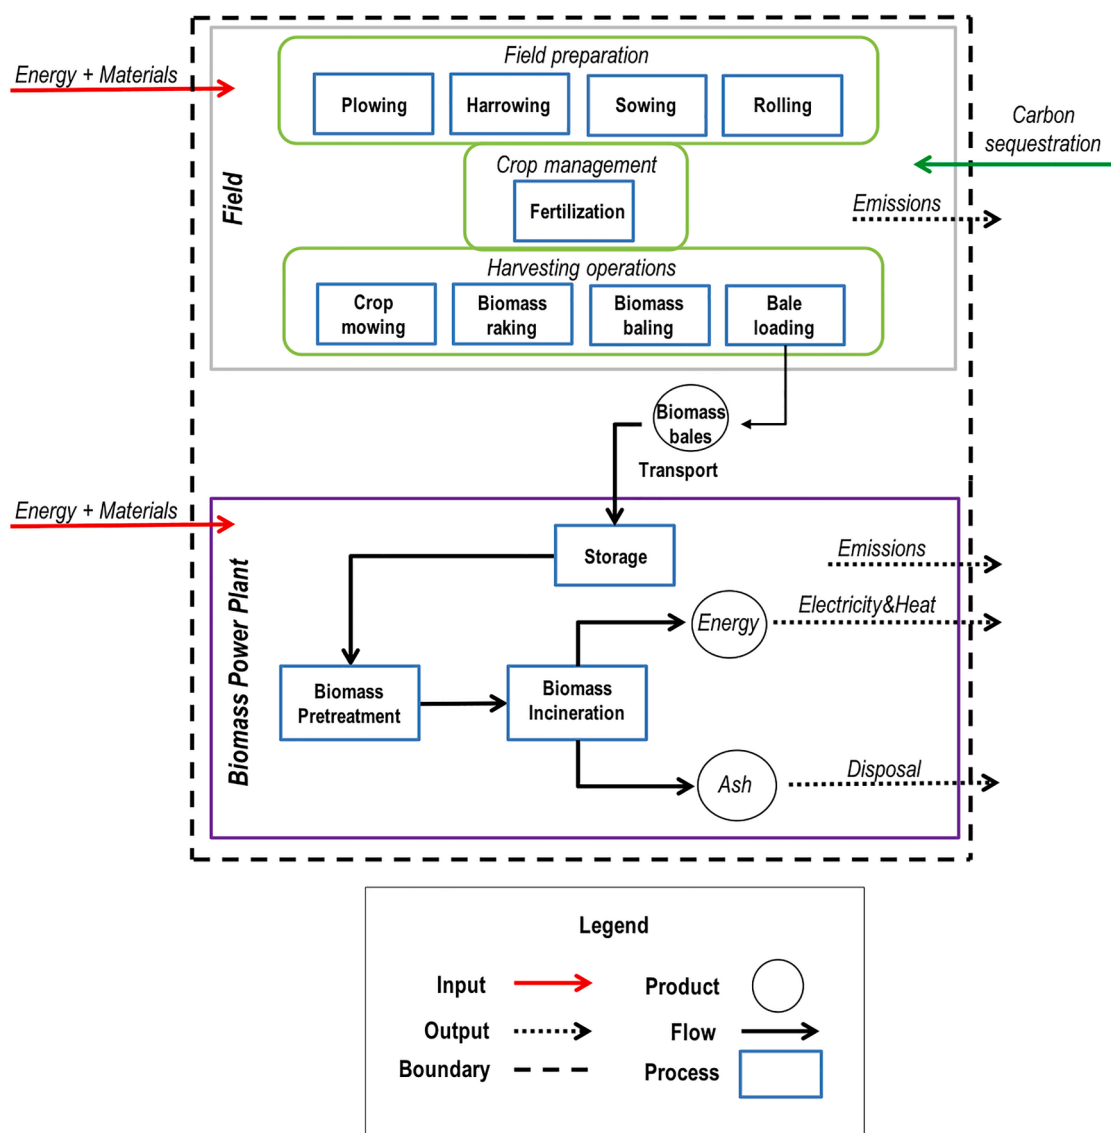 Energy + Materials
Field preparation
Plowing
Harrowing
Sowing
Rolling
Carbon
sequestration
Crop management
Fertilization
Field
Emissions
Harvesting operations
Crop
mowing
Biomass
raking
Biomass
baling
Bale
loading
Biomass
bales
Transport
Energy + Materials
Storage
Emissions
Biomass Power Plant
Energy
Electricity&Heat
Biomass
Pretreatment
Biomass
Incineration
Ash
Disposal
Legend
Input
Product
Output
Flow
Boundary
Process